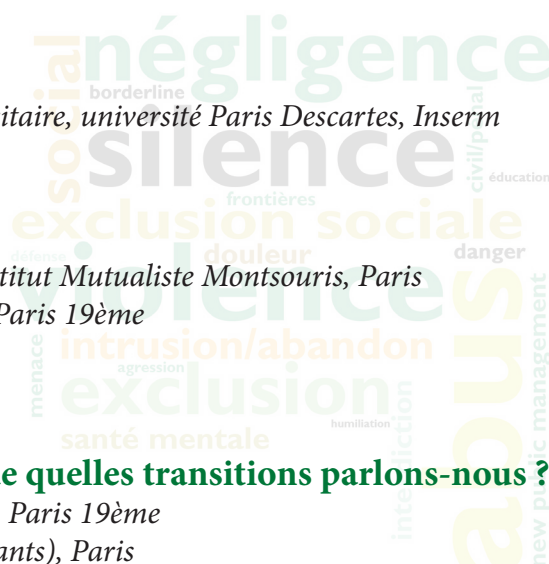 social
négligence
borderline
itaire, université Paris Descartes, Inserm
silence
civil/pénal
éducation
frontières
exclusion sociale
défense
douleur
danger
titut Mutualiste Montsouris, Paris
violence
Paris 19ème
menace
intrusion/abandon
agression
exclusion
humiliation
interdiction
abus
new public management
santé mentale
e quelles transitions parlons-nous ?
Paris 19ème
ants), Paris